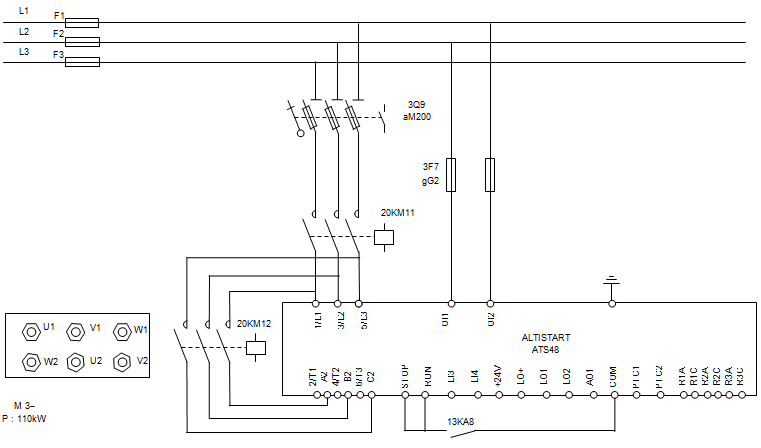 L1
F1
L2
F2
L3
F3
3Q9
aM200
3F7
gG2
20KM11
20KM12
1/L1
3/L2
5/L3
UI1
UI2
ALTISTART
ATS48
U1
V1
W1
W2
U2
V2
2/T1
A2
4/T2
B2
6/T3
C2
STOP
RUN
LI3
LI4
+24V
LO+
LO1
LO2
AO1
COM
PTC1
PTC2
R1A
R1C
R2A
R2C
R3A
R3C
M 3~
P : 110kW
13KA8